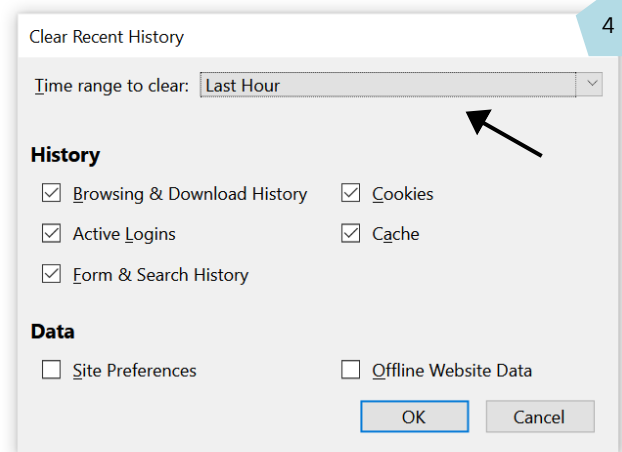 4
Clear Recent History
Time range to clear: Last Hour
History
Browsing & Download History Cookies
Active Logins Cache
Form & Search History
Data
Site Preferences Offline Website Data
OK Cancel